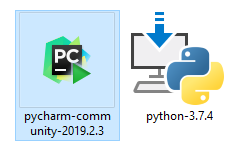 PC
pycharm-comm
unity-2019.2.3
python-3.7.4